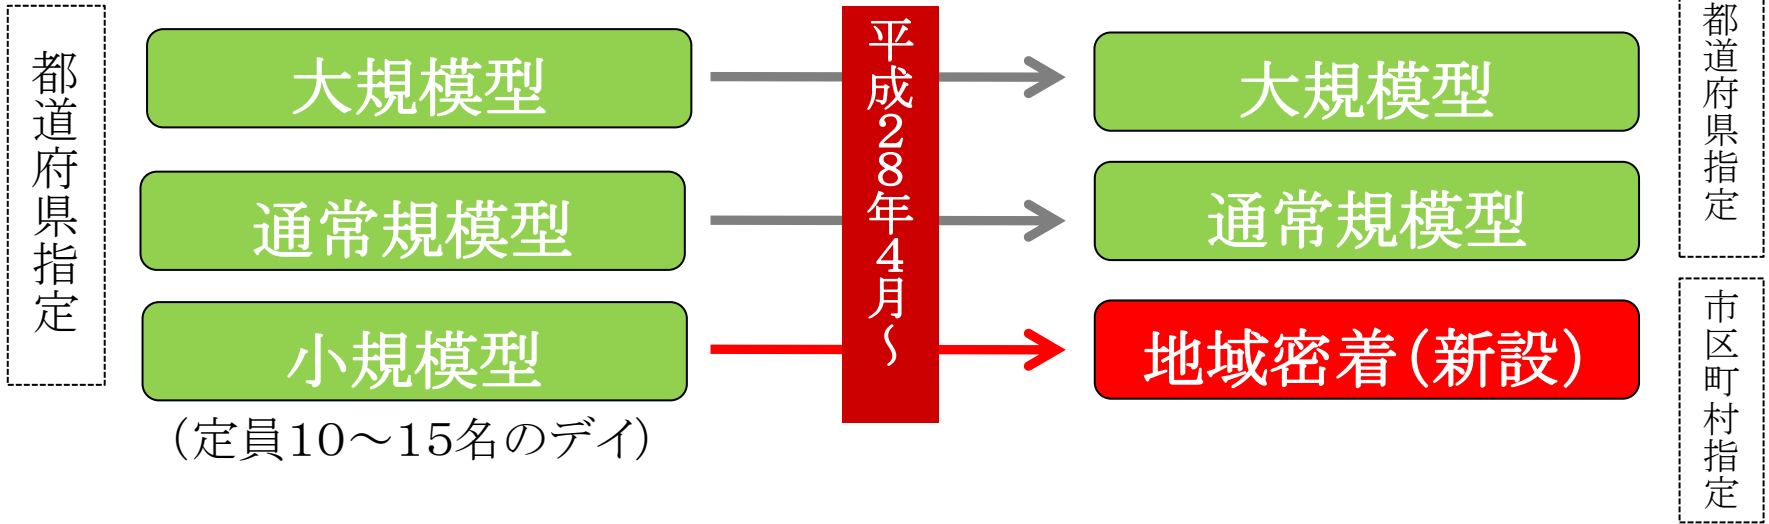 都道府県指定
大規模型
通常規模型
小規模型
（定員10～15名のデイ）
平成28年4月～
大規模型
通常規模型
地域密着（新設）
都道府県指定
市区町村指定